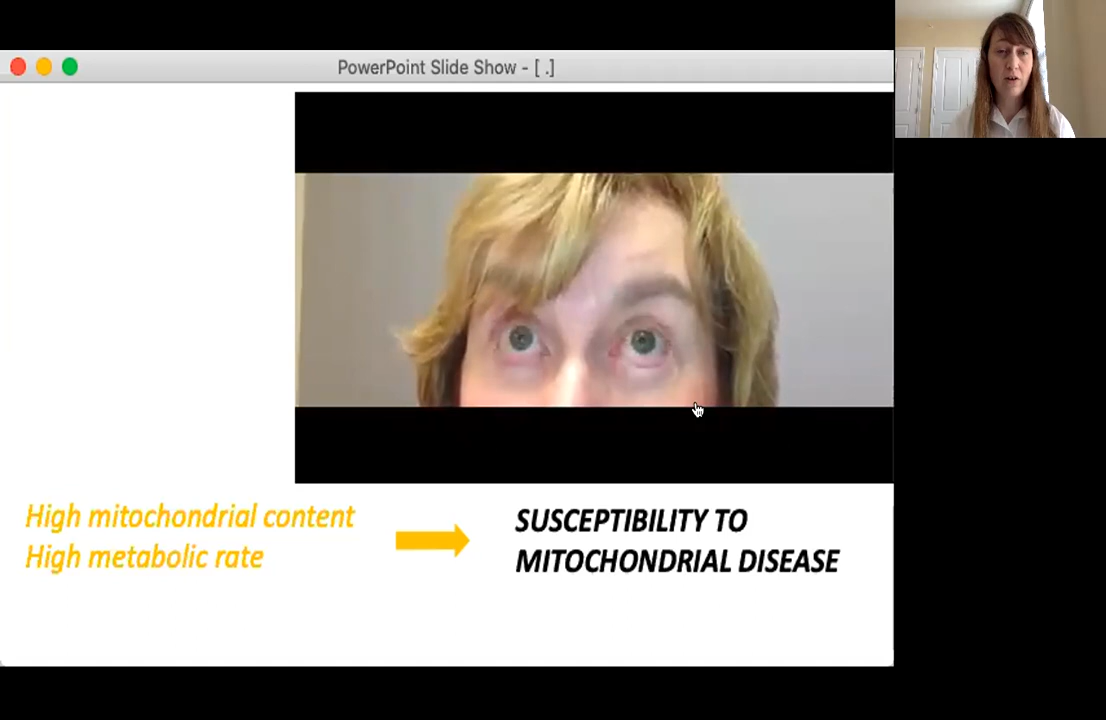 PowerPoint Slide Show - [ .]
High mitochondrial content
High metabolic rate
SUSCEPTIBILITY TO
MITOCHONDRIAL DISEASE